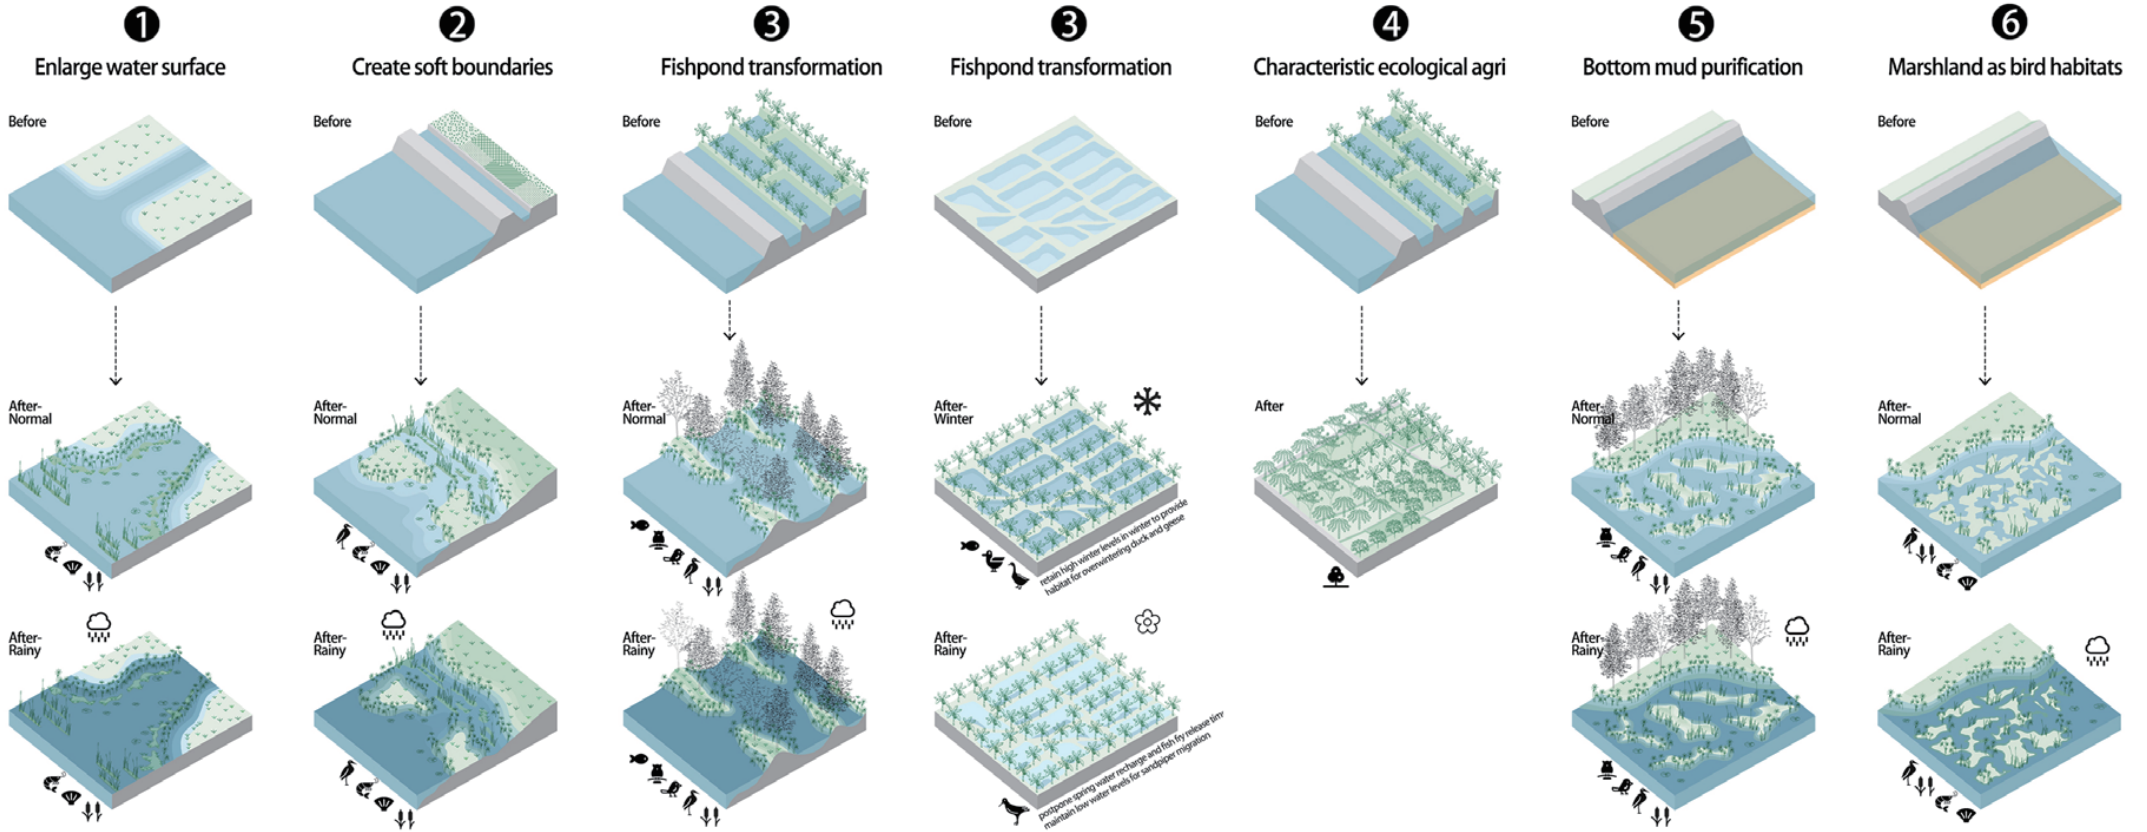 1
Enlarge water surface
Before
After-
Normal
After-
Rainy
2
Create soft boundaries
Before
After-
Normal
After-
Rainy
3
Fishpond transformation
Before
After-
Normal
After-
Rainy
3
Fishpond transformation
Before
After-
Winter
retain high winter levels in winter to provide
habitat for overwintering duck and geese
After-
Rainy
postpone spring water recharge and fish fry release time
maintain low water levels for sandpiper migration
4
Characteristic ecological agri
Before
After
5
Bottom mud purification
Before
After-
Normal
After-
Rainy
6
Marshland as bird habitats
Before
After-
Normal
After-
Rainy